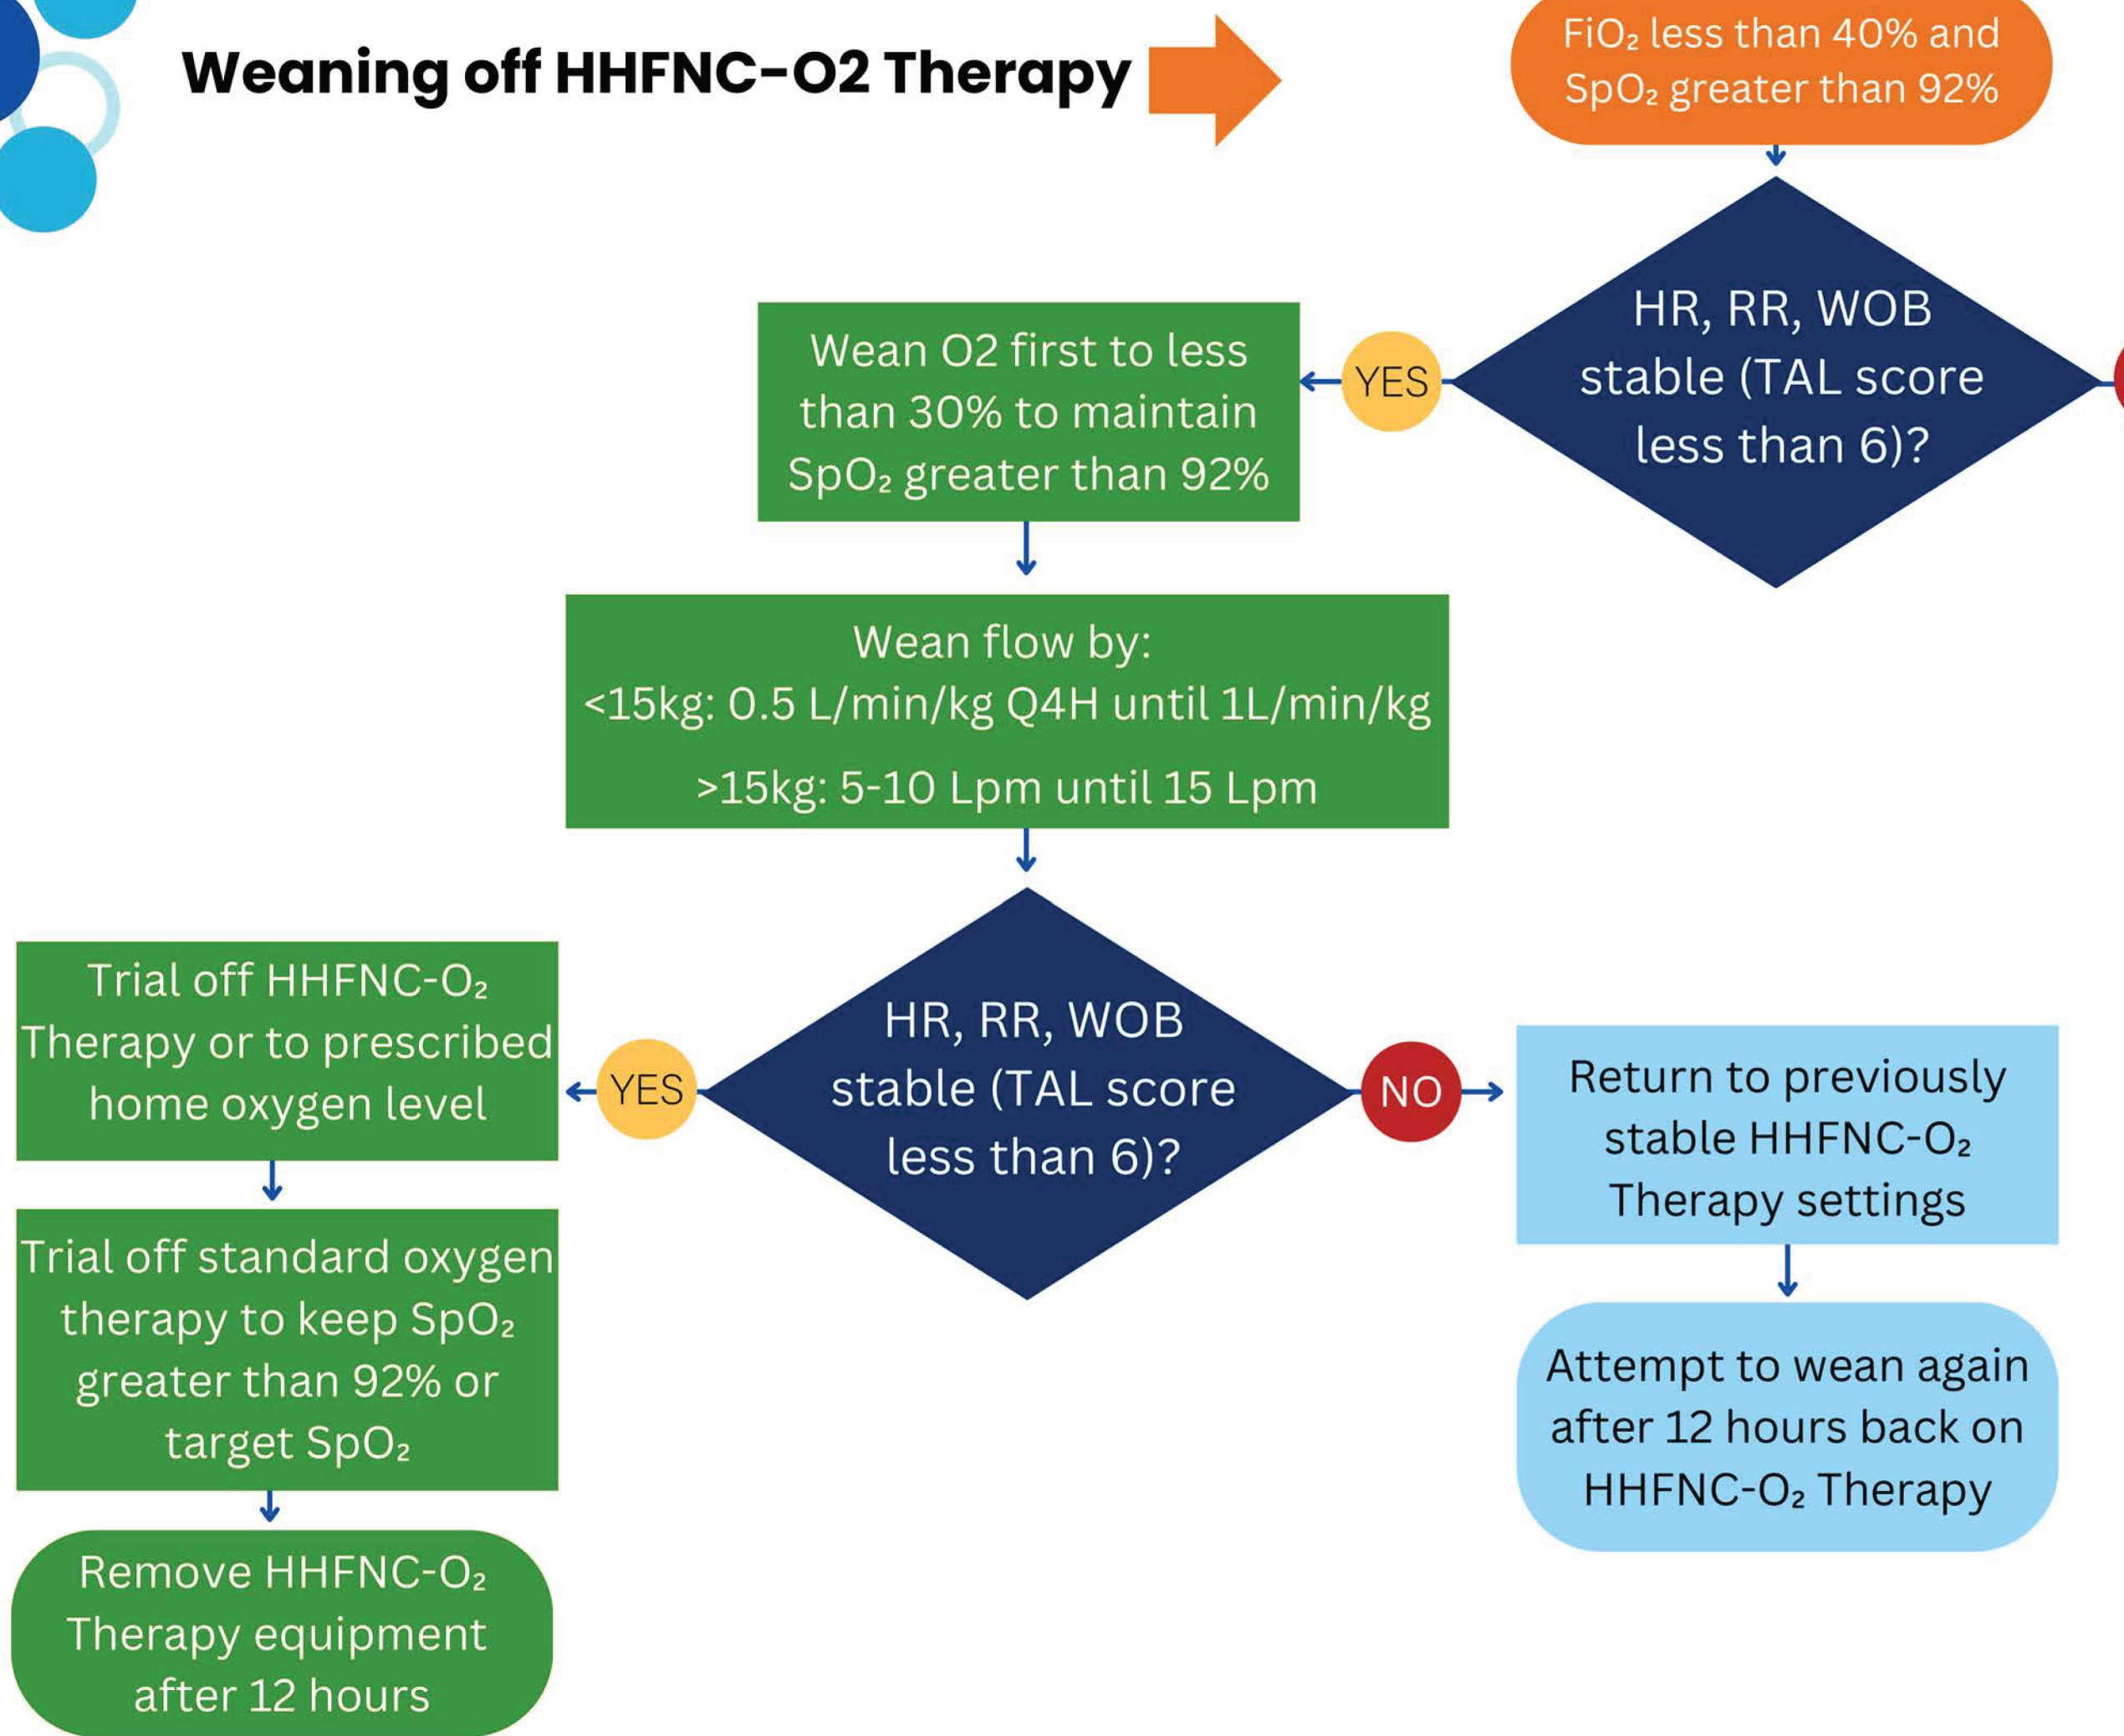 Weaning off HHFNC-O2 Therapy
FiO₂ less than 40% and
SpO₂ greater than 92%
HR, RR, WOB
stable (TAL score
less than 6)?
YES
Wean O2 first to less
than 30% to maintain
SpO₂ greater than 92%
Wean flow by:
<15kg: 0.5 L/min/kg Q4H until 1L/min/kg
>15kg: 5-10 Lpm until 15 Lpm
HR, RR, WOB
stable (TAL score
less than 6)?
YES
Trial off HHFNC-O₂
Therapy or to prescribed
home oxygen level
Trial off standard oxygen
therapy to keep SpO₂
greater than 92% or
target SpO₂
Remove HHFNC-O₂
Therapy equipment
after 12 hours
NO
Return to previously
stable HHFNC-O₂
Therapy settings
Attempt to wean again
after 12 hours back on
HHFNC-O₂ Therapy